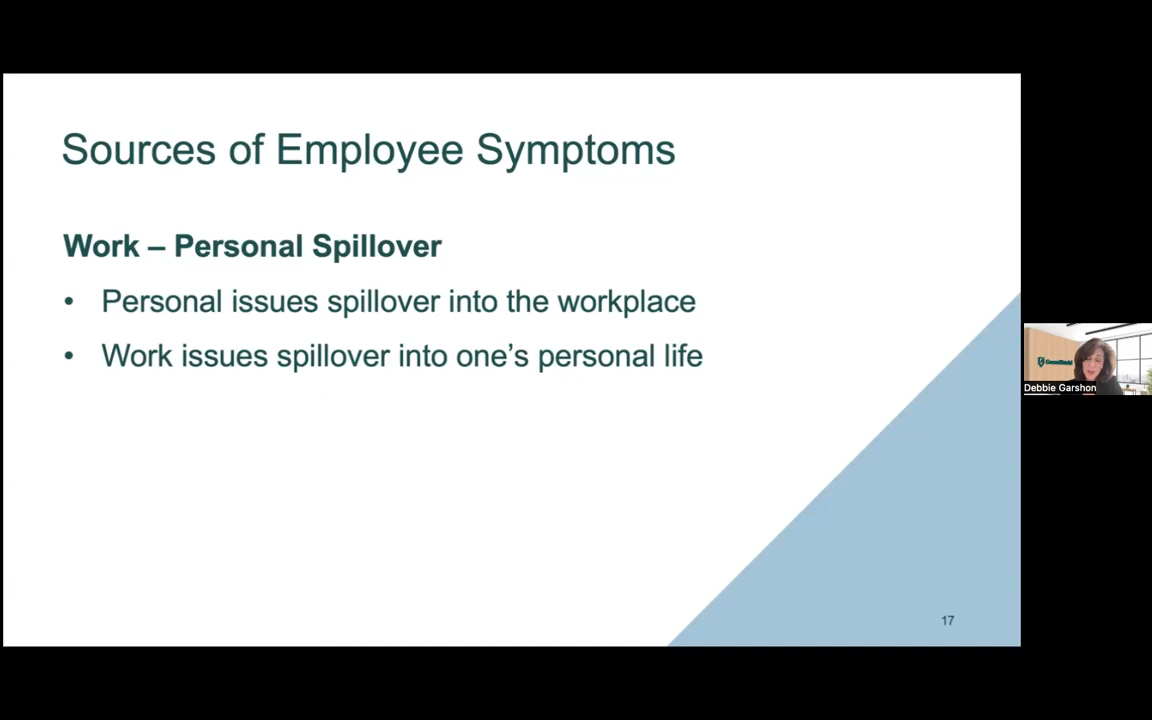 Sources of Employee Symptoms
Work – Personal Spillover
• Personal issues spillover into the workplace
• Work issues spillover into one’s personal life
17
Debbie Garshon